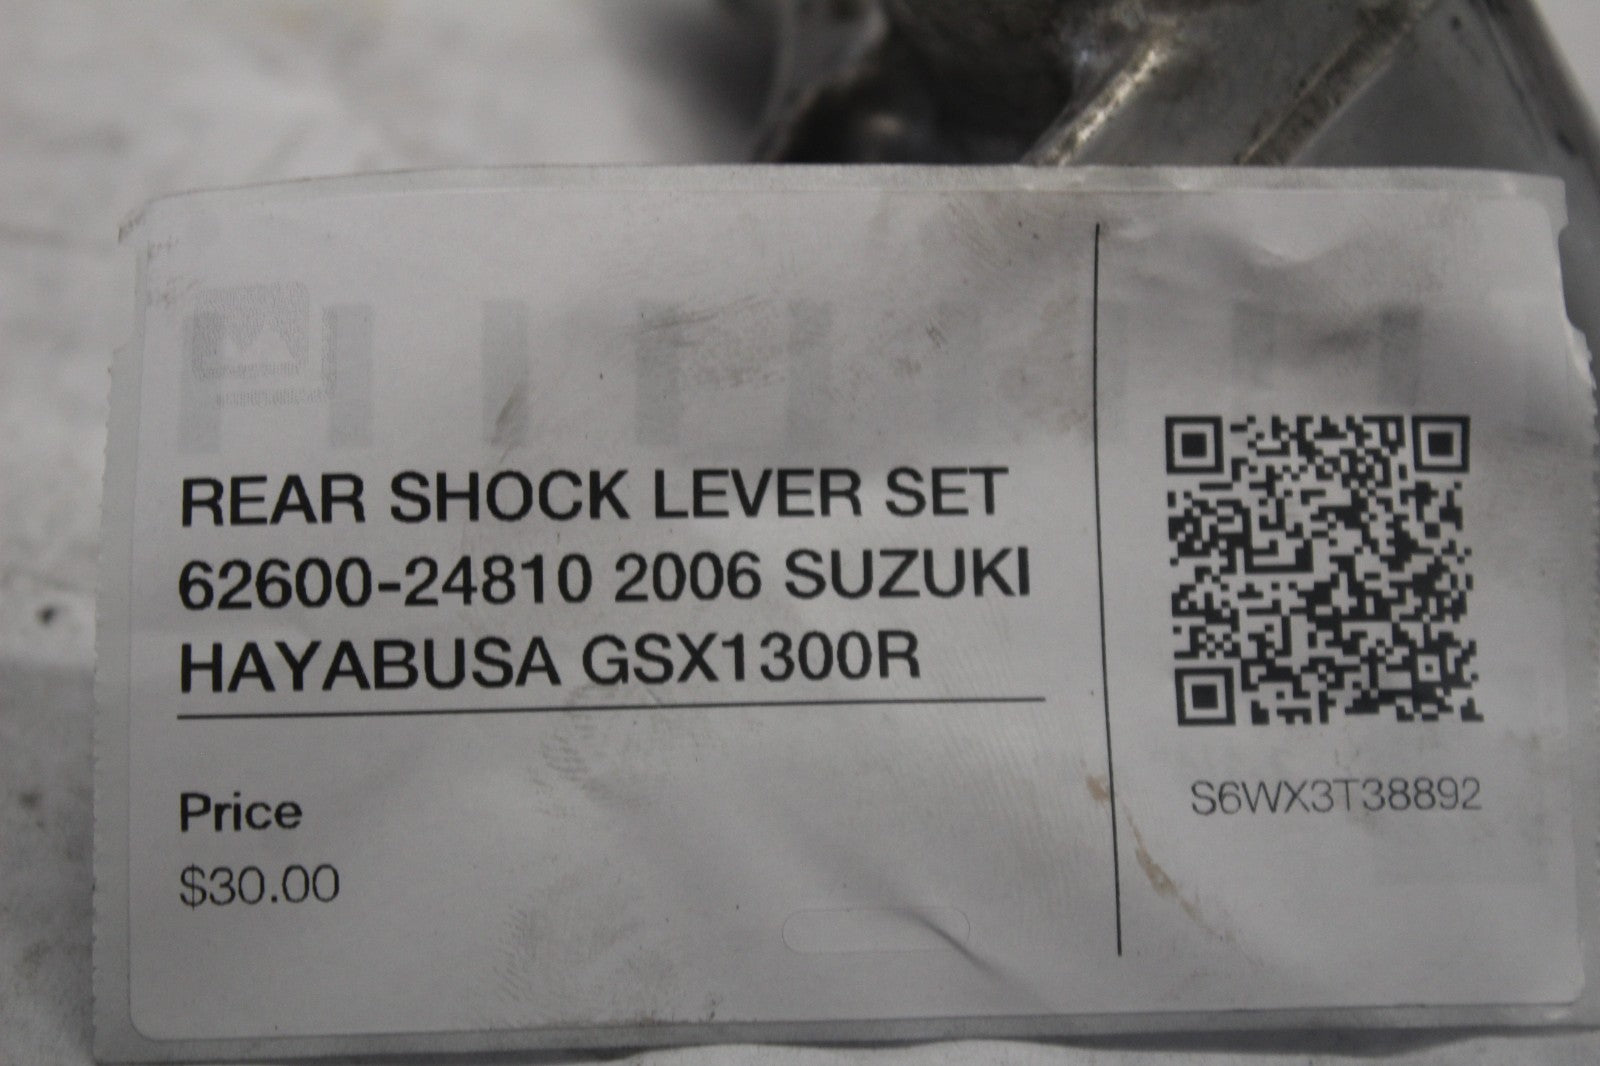 REAR SHOCK LEVER SET
62600-24810 2006 SUZUKI
HAYABUSA GSX1300R
Price
$30.00
S6WX3T38892